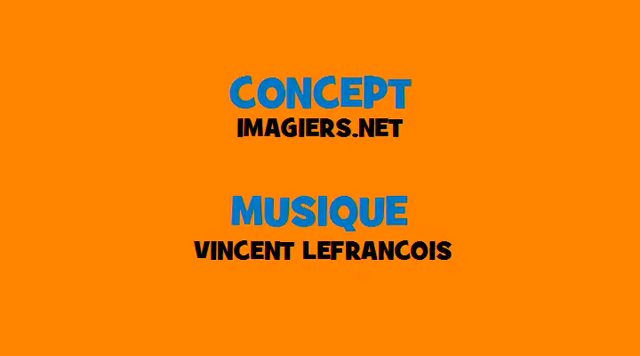 CONCEPT
IMAGIERS.NET
MUSIQUE
VINCENT LEFRANCOIS